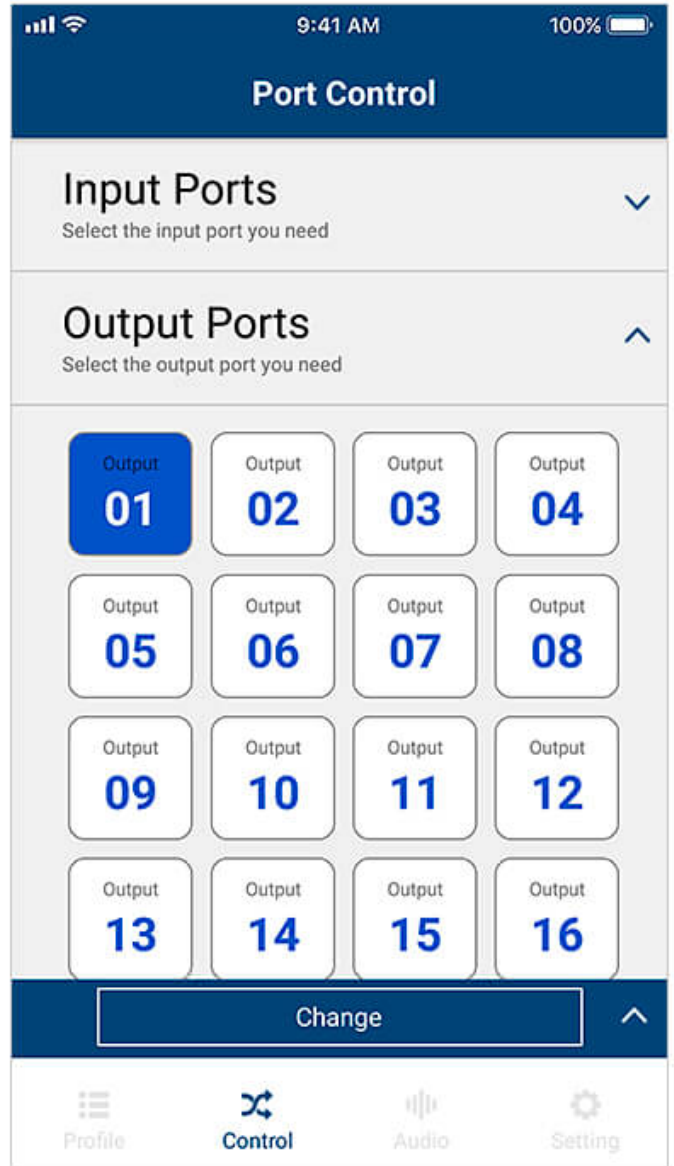 9:41 AM 100%
Port Control
Input Ports
Select the input port you need
Output Ports
Select the output port you need
Output Output Output Output
01 02 03 04
Output Output Output Output
05 06 07 08
Output Output Output Output
09 10 11 12
Output Output Output Output
13 14 15 16
Change
Profile Control Audio Setting